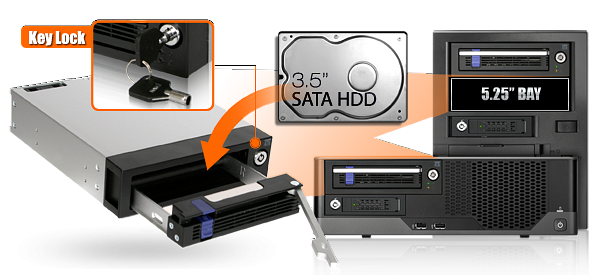 Key Lock
3.5"
SATA HDD
5.25" BAY